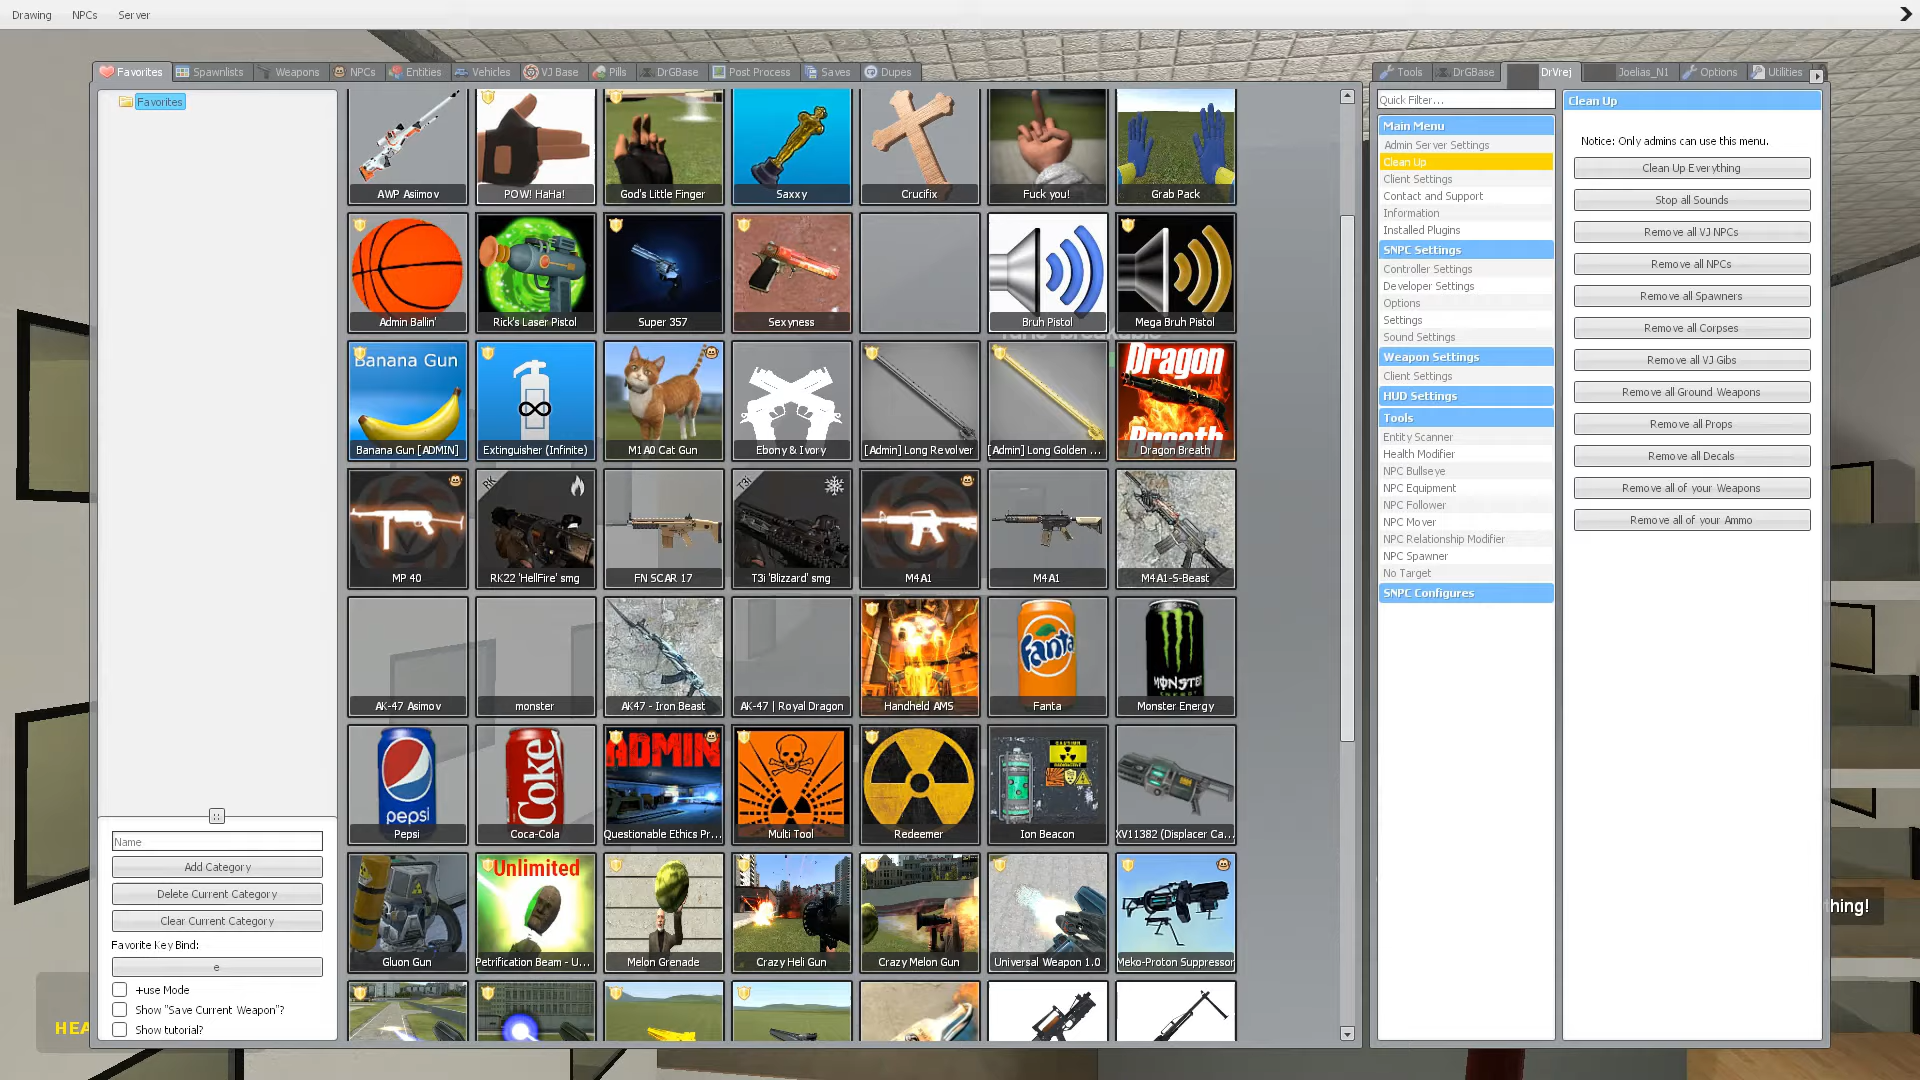 Drawing NPCs Server
Favorites Spawnlists Weapons NPCs Entities Vehicles VJ Base Pills DrGBase Post Process Saves Dupes
Favorites
AWP Asiimov
POW! HaHa!
God's Little Finger
Saxxy
Crucifix
Fuck you!
Grab Pack
Admin Ballin'
Rick's Laser Pistol
Super 357
Sexyness
Bruh Pistol
Mega Bruh Pistol
Banana Gun
Banana Gun [ADMIN]
Extinguisher (Infinite)
M1A0 Cat Gun
Ebony & Ivory
[Admin] Long Revolver
[Admin] Long Golden ...
Dragon
Breath
Dragon Breath
MP 40
RK
RK22 'HellFire' smg
FN SCAR 17
T3i
T3i 'Blizzard' smg
M4A1
M4A1
M4A1-S-Beast
AK-47 Asimov
monster
AK47 - Iron Beast
AK-47 | Royal Dragon
Handheld AMS
Fanta
Fanta
MONSTER
ENERGY
Monster Energy
pepsi
Pepsi
Coke
Coca-Cola
ADMIN
Questionable Ethics Pr...
Multi Tool
Redeemer
CAUTION
RADIOACTIVE
Ion Beacon
XV11382 (Displacer Ca...
Gluon Gun
Unlimited
Petrification Beam - U...
Melon Grenade
Crazy Heli Gun
Crazy Melon Gun
Universal Weapon 1.0
Meko-Proton Suppressor
Name
Add Category
Delete Current Category
Clear Current Category
Favorite Key Bind:
e
+use Mode
Show "Save Current Weapon"?
Show tutorial?
HEA
Tools DrGBase DrVrej Joelias_N1 Options Utilities
Quick Filter...
Main Menu
Admin Server Settings
Clean Up
Client Settings
Contact and Support
Information
Installed Plugins
SNPC Settings
Controller Settings
Developer Settings
Options
Settings
Sound Settings
Weapon Settings
Client Settings
HUD Settings
Tools
Entity Scanner
Health Modifier
NPC Bullseye
NPC Equipment
NPC Follower
NPC Mover
NPC Relationship Modifier
NPC Spawner
No Target
SNPC Configures
Clean Up
Notice: Only admins can use this menu.
Clean Up Everything
Stop all Sounds
Remove all VJ NPCs
Remove all NPCs
Remove all Spawners
Remove all Corpses
Remove all VJ Gibs
Remove all Ground Weapons
Remove all Props
Remove all Decals
Remove all of your Weapons
Remove all of your Ammo
thing!